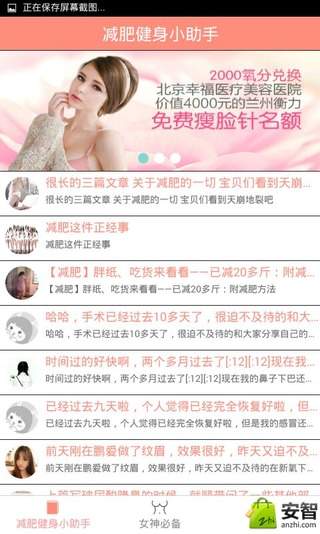 正在保存屏幕截图...
减肥健身小助手
2000氧分兑换
北京幸福医疗美容医院
价值4000元的兰州衡力
免费瘦脸针名额
很长的三篇文章 关于减肥的一切 宝贝们看到天崩...
很长的三篇文章 关于减肥的一切 宝贝们看到天崩地裂吧
减肥这件正经事
减肥这件正经事
【减肥】胖纸、吃货来看看——已减20多斤：附减...
【减肥】胖纸、吃货来看看——已减20多斤：附减肥方法
哈哈，手术已经过去10多天了，很迫不及待的和大...
哈哈，手术已经过去10多天了，很迫不及待的和大家分享自己的...
时间过的好快啊，两个多月过去了[:12][:12]现在我...
时间过的好快啊，两个多月过去了[:12][:12]现在我的鼻子下巴还...
已经过去九天啦，个人觉得已经完全恢复好啦，但...
已经过去九天啦，个人觉得已经完全恢复好啦，但是我的感冒还...
前天刚在鹏爱做了纹眉，效果很好，昨天又迫不及...
前天刚在鹏爱做了纹眉，效果很好，昨天又迫不及待的在新氧下...
减肥健身小助手
女神必备
安智
anzhi.com